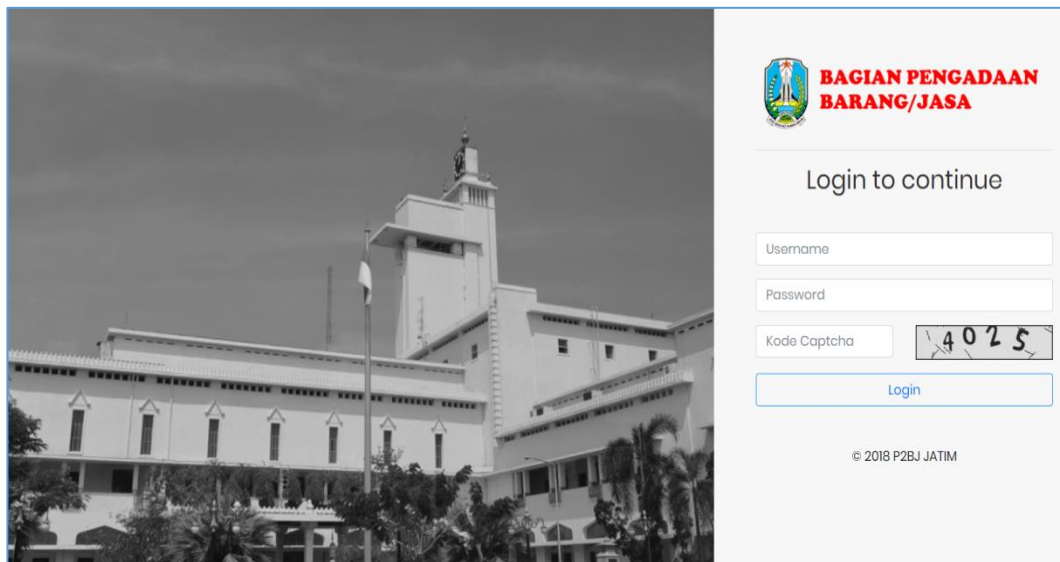 BAGIAN PENGADAAN
BARANG/JASA
Login to continue
Username
Password
Kode Captcha
4025
Login
© 2018 P2BJ JATIM